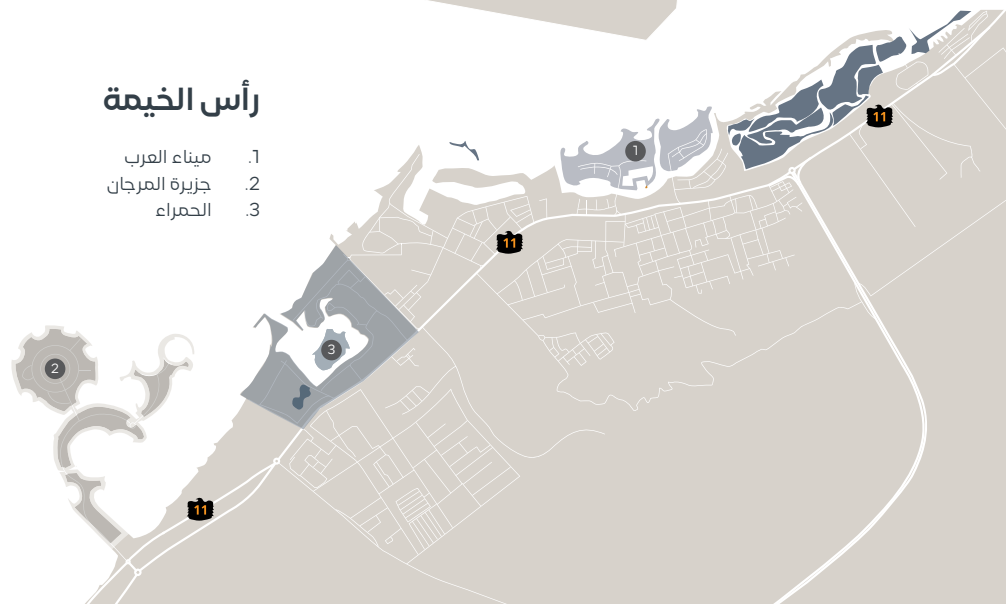 رأس الخيمة
1. ميناء العرب
2. جزيرة المرجان
3. الحمراء
11
1
11
3
2
11